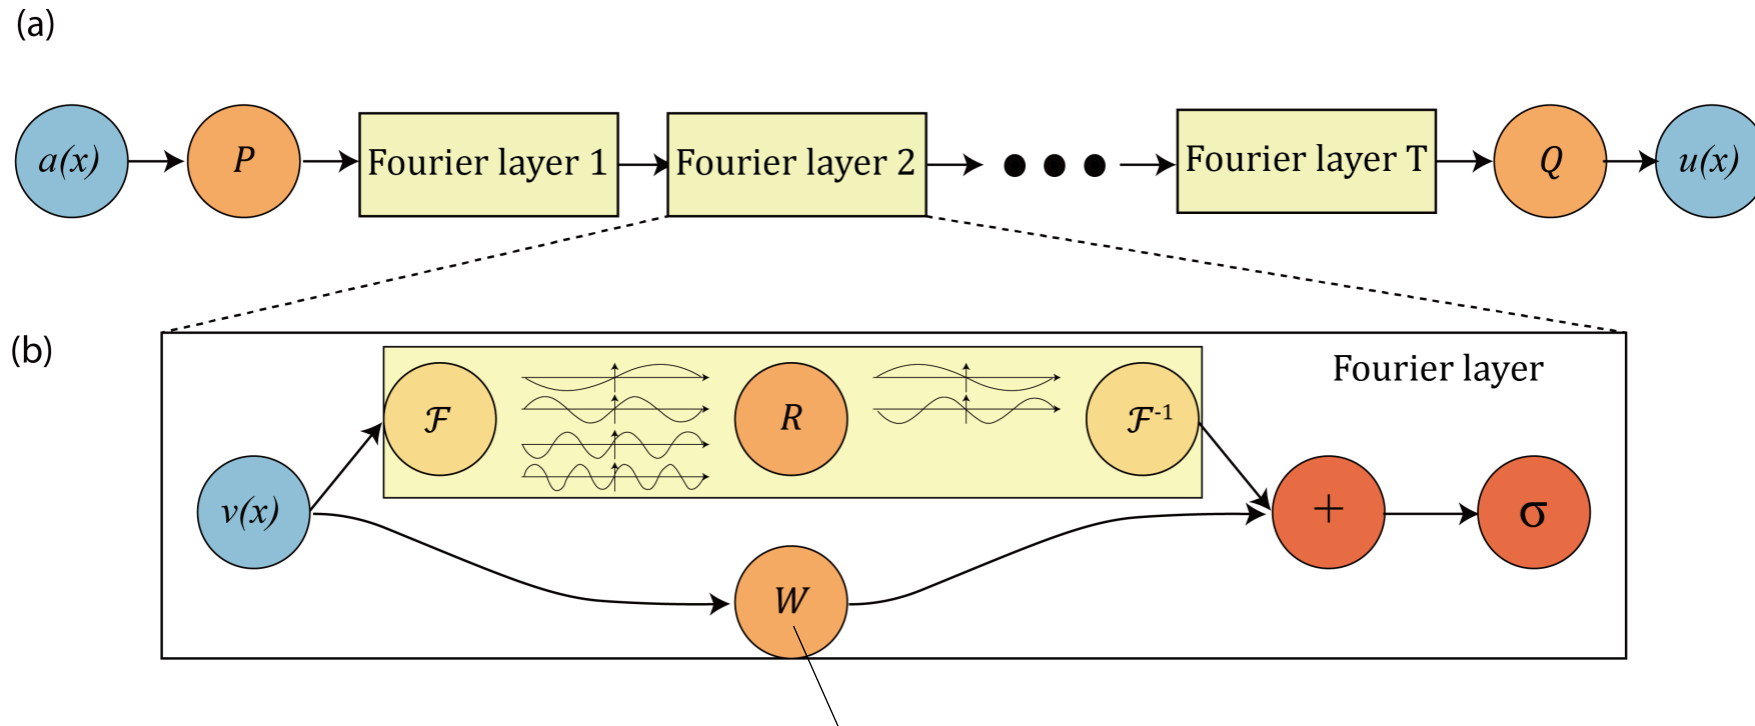 (a)
a(x) P Fourier layer 1 Fourier layer 2 ● ● ● Fourier layer T Q u(x)
(b)
Fourier layer
ℱ R ℱ⁻¹
v(x) + σ
W